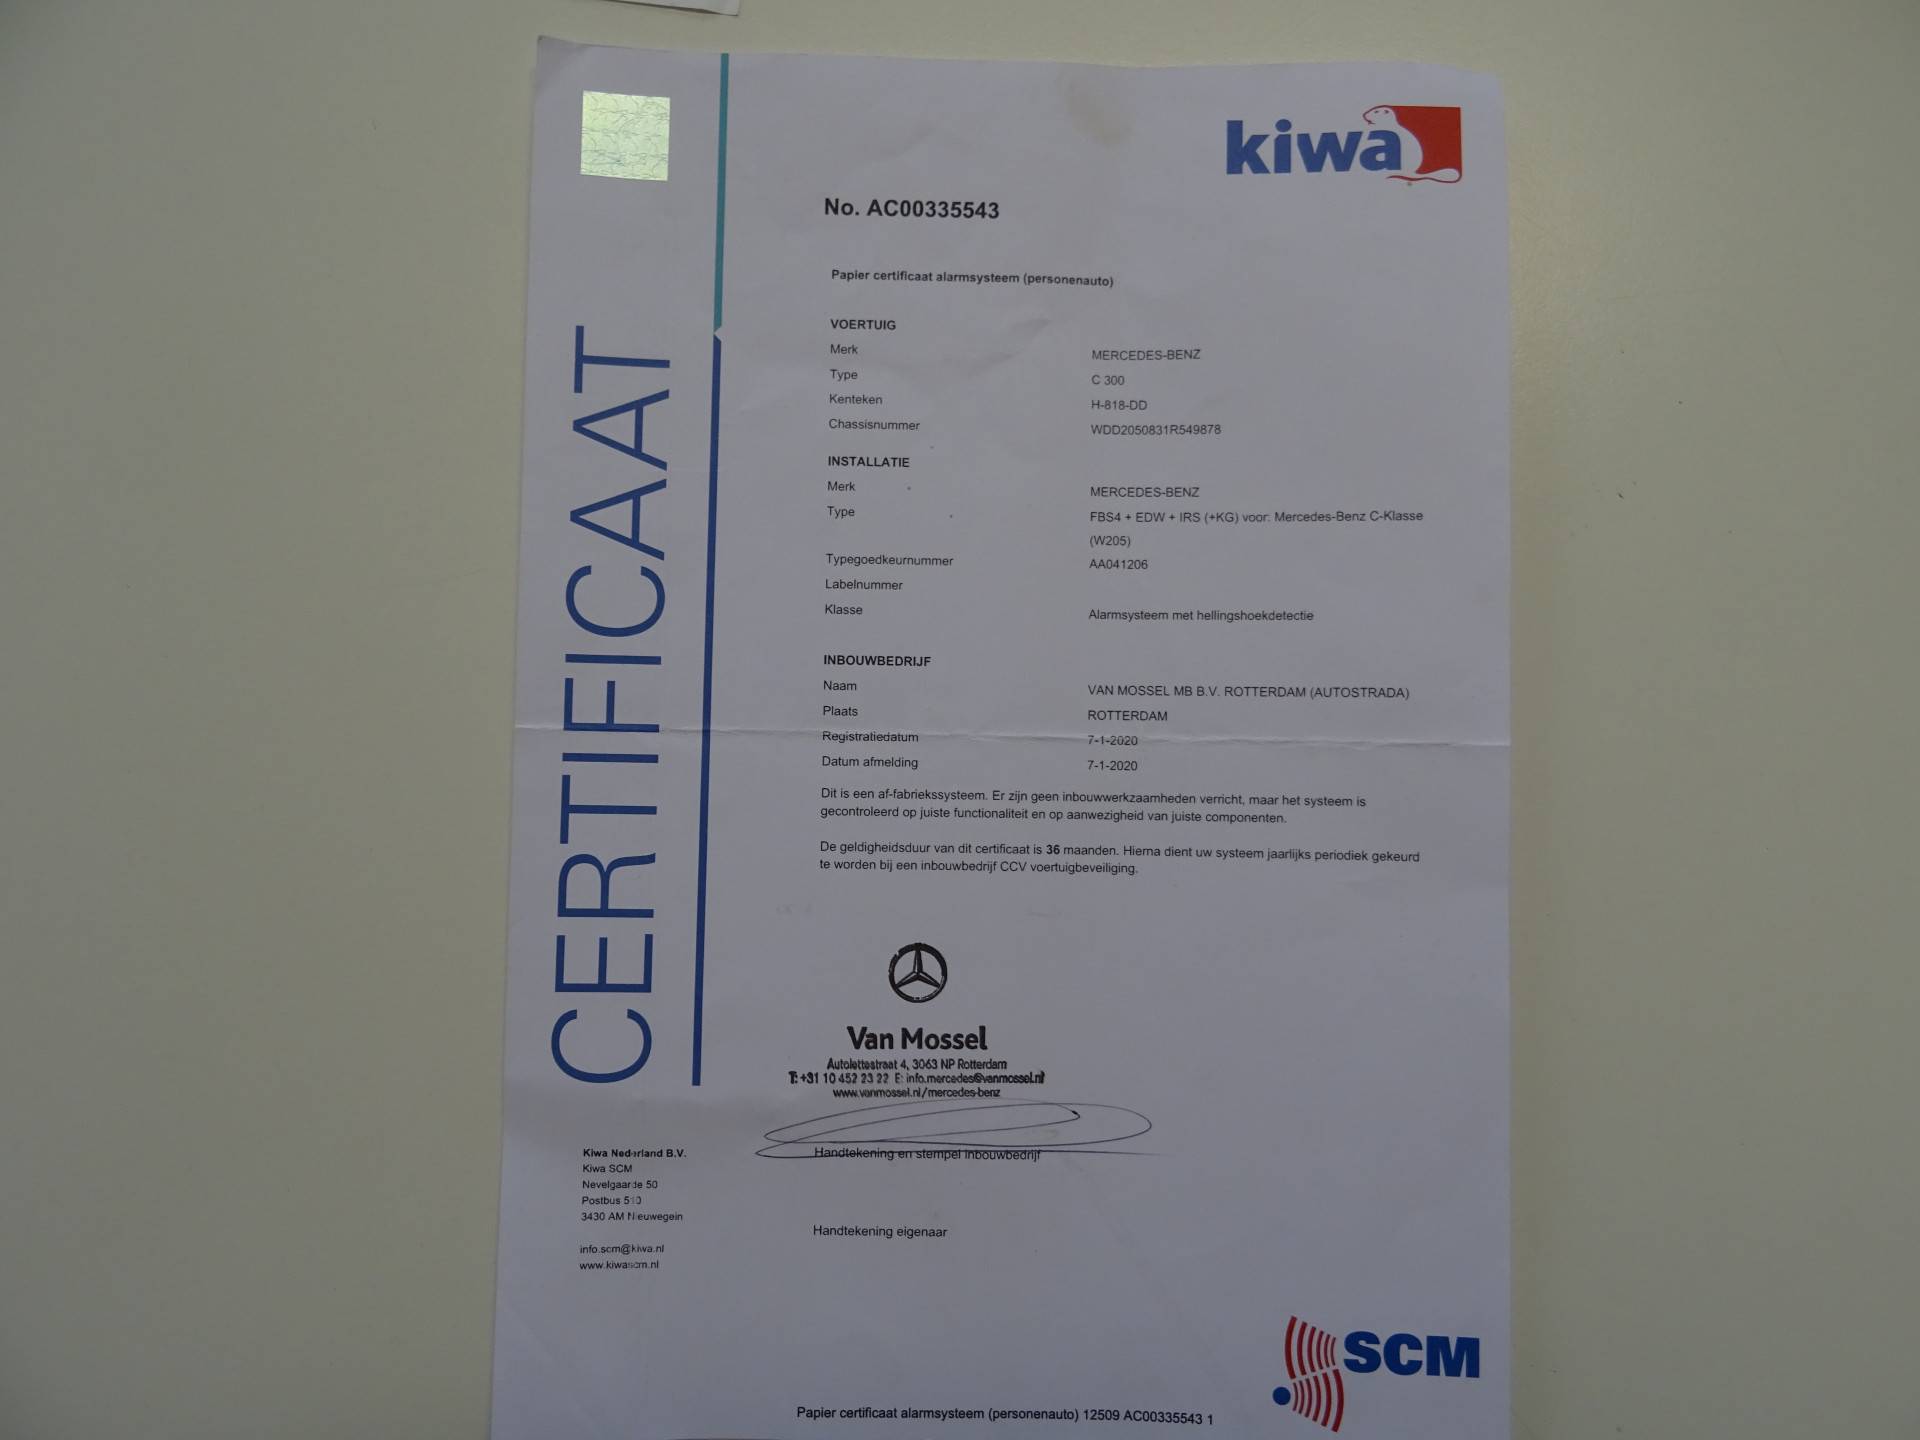 kiwa
No. AC00335543
Papier certificaat alarmsysteem (personenauto)
CERTIFICAAT
VOERTUIG
Merk MERCEDES-BENZ
Type C 300
Kenteken H-818-DD
Chassisnummer WDD2050831R549878
INSTALLATIE
Merk MERCEDES-BENZ
Type FBS4 + EDW + IRS (+KG) voor: Mercedes-Benz C-Klasse
(W205)
Typegoedkeurnummer AA041206
Labelnummer
Klasse Alarmsysteem met hellingshoekdetectie
INBOUWBEDRIJF
Naam VAN MOSSEL MB B.V. ROTTERDAM (AUTOSTRADA)
Plaats ROTTERDAM
Registratiedatum 7-1-2020
Datum afmelding 7-1-2020
Dit is een af-fabriekssysteem. Er zijn geen inbouwwerkzaamheden verricht, maar het systeem is
gecontroleerd op juiste functionaliteit en op aanwezigheid van juiste componenten.
De geldigheidsduur van dit certificaat is 36 maanden. Hierna dient uw systeem jaarlijks periodiek gekeurd
te worden bij een inbouwbedrijf CCV voertuigbeveiliging.
Van Mossel
Autolettestraat 4, 3063 NP Rotterdam
T: +31 10 452 23 22 E: info.mercedes@vanmossel.nl
www.vanmossel.nl/mercedes-benz
Handtekening en stempel inbouwbedrijf
Kiwa Nederland B.V.
Kiwa SCM
Nevelgaarde 50
Postbus 510
3430 AM Nieuwegein
info.scm@kiwa.nl
www.kiwascm.nl
Handtekening eigenaar
SCM
Papier certificaat alarmsysteem (personenauto) 12509 AC00335543 1